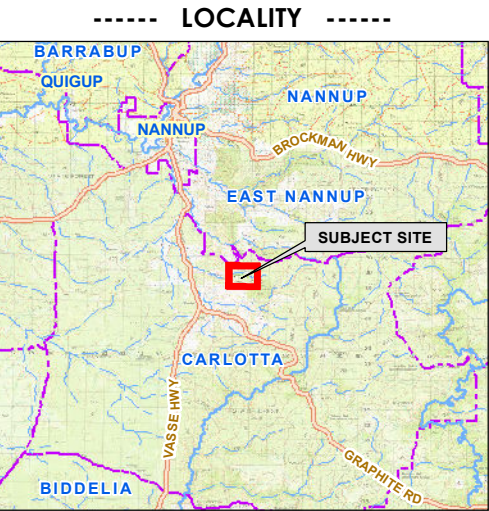 ------ LOCALITY ------
BARRABUP
QUIGUP
NANNUP
NANNUP
BROCKMAN HWY
EAST NANNUP
SUBJECT SITE
CARLOTTA
VASSE HWY
GRAPHITE RD
BIDDELIA